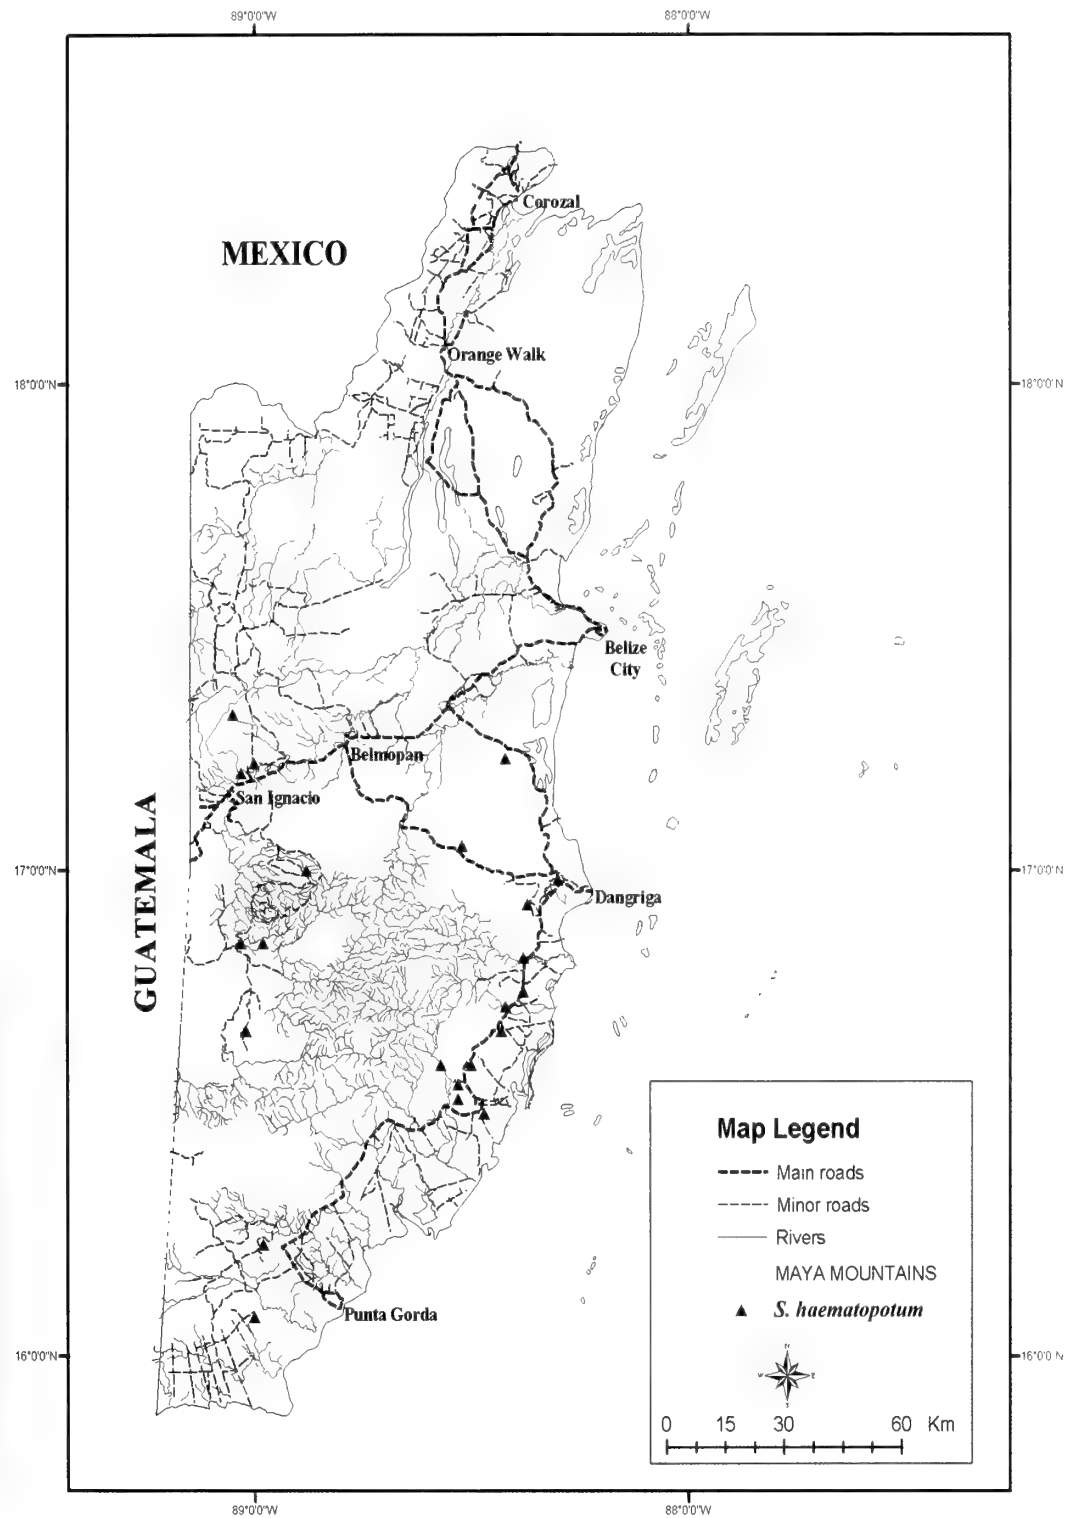 89°0'0"W
88°0'0"W
Corozal
MEXICO
Orange Walk
18°0'0"N
18°0'0"N
Belize
City
Belmopan
San Ignacio
GUATEMALA
17°0'0"N
17°0'0"N
Dangriga
Map Legend
Main roads
Minor roads
Rivers
MAYA MOUNTAINS
S. haematopotum
Punta Gorda
16°0'0"N
16°0'0"N
N
W
E
S
0 15 30 60 Km
89°0'0"W
88°0'0"W